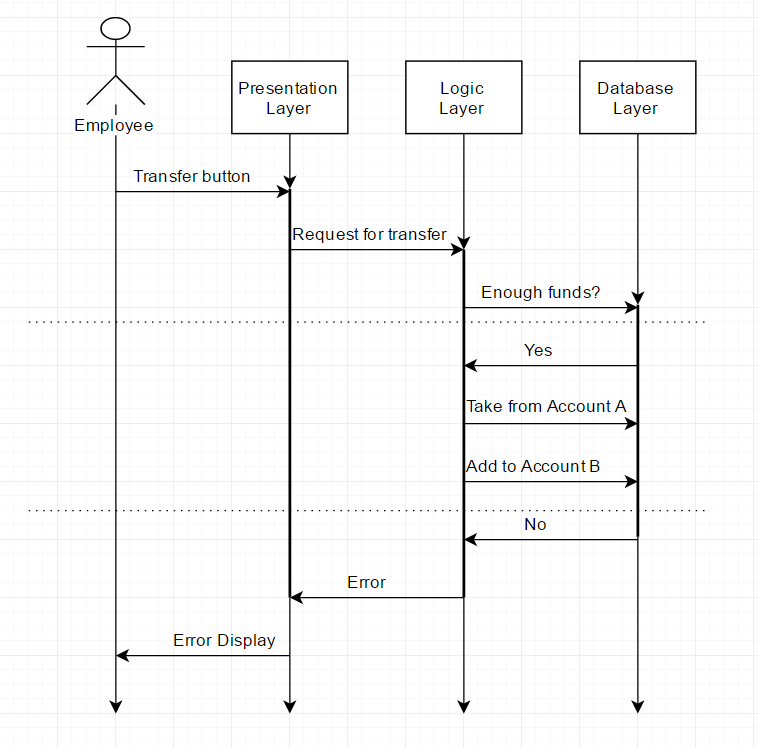 Employee
Presentation
Layer
Logic
Layer
Database
Layer
Transfer button
Request for transfer
Enough funds?
Yes
Take from Account A
Add to Account B
No
Error
Error Display